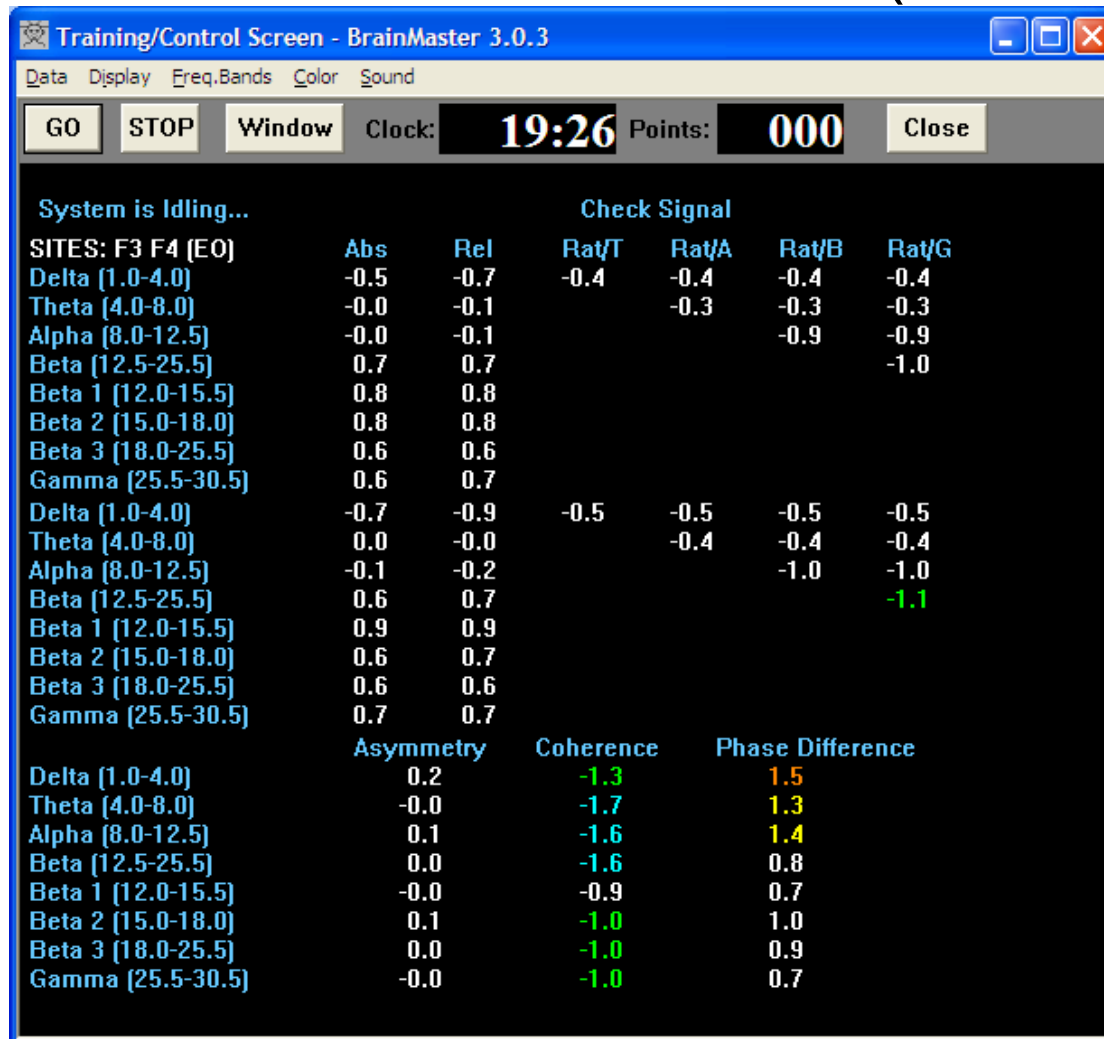 Training/Control Screen - BrainMaster 3.0.3
Data Display Freq.Bands Color Sound
GO STOP Window Clock: 19:26 Points: 000 Close
System is Idling... Check Signal
SITES: F3 F4 (EO) Abs Rel Rat/T Rat/A Rat/B Rat/G
Delta (1.0-4.0) -0.5 -0.7 -0.4 -0.4 -0.4 -0.4
Theta (4.0-8.0) -0.0 -0.1 -0.3 -0.3 -0.3
Alpha (8.0-12.5) -0.0 -0.1 -0.9 -0.9
Beta (12.5-25.5) 0.7 0.7 -1.0
Beta 1 (12.0-15.5) 0.8 0.8
Beta 2 (15.0-18.0) 0.8 0.8
Beta 3 (18.0-25.5) 0.6 0.6
Gamma (25.5-30.5) 0.6 0.7
Delta (1.0-4.0) -0.7 -0.9 -0.5 -0.5 -0.5 -0.5
Theta (4.0-8.0) 0.0 -0.0 -0.4 -0.4 -0.4
Alpha (8.0-12.5) -0.1 -0.2 -1.0 -1.0
Beta (12.5-25.5) 0.6 0.7 -1.1
Beta 1 (12.0-15.5) 0.9 0.9
Beta 2 (15.0-18.0) 0.6 0.7
Beta 3 (18.0-25.5) 0.6 0.6
Gamma (25.5-30.5) 0.7 0.7
Asymmetry Coherence Phase Difference
Delta (1.0-4.0) 0.2 -1.3 1.5
Theta (4.0-8.0) -0.0 -1.7 1.3
Alpha (8.0-12.5) 0.1 -1.6 1.4
Beta (12.5-25.5) 0.0 -1.6 0.8
Beta 1 (12.0-15.5) -0.0 -0.9 0.7
Beta 2 (15.0-18.0) 0.1 -1.0 1.0
Beta 3 (18.0-25.5) 0.0 -1.0 0.9
Gamma (25.5-30.5) -0.0 -1.0 0.7